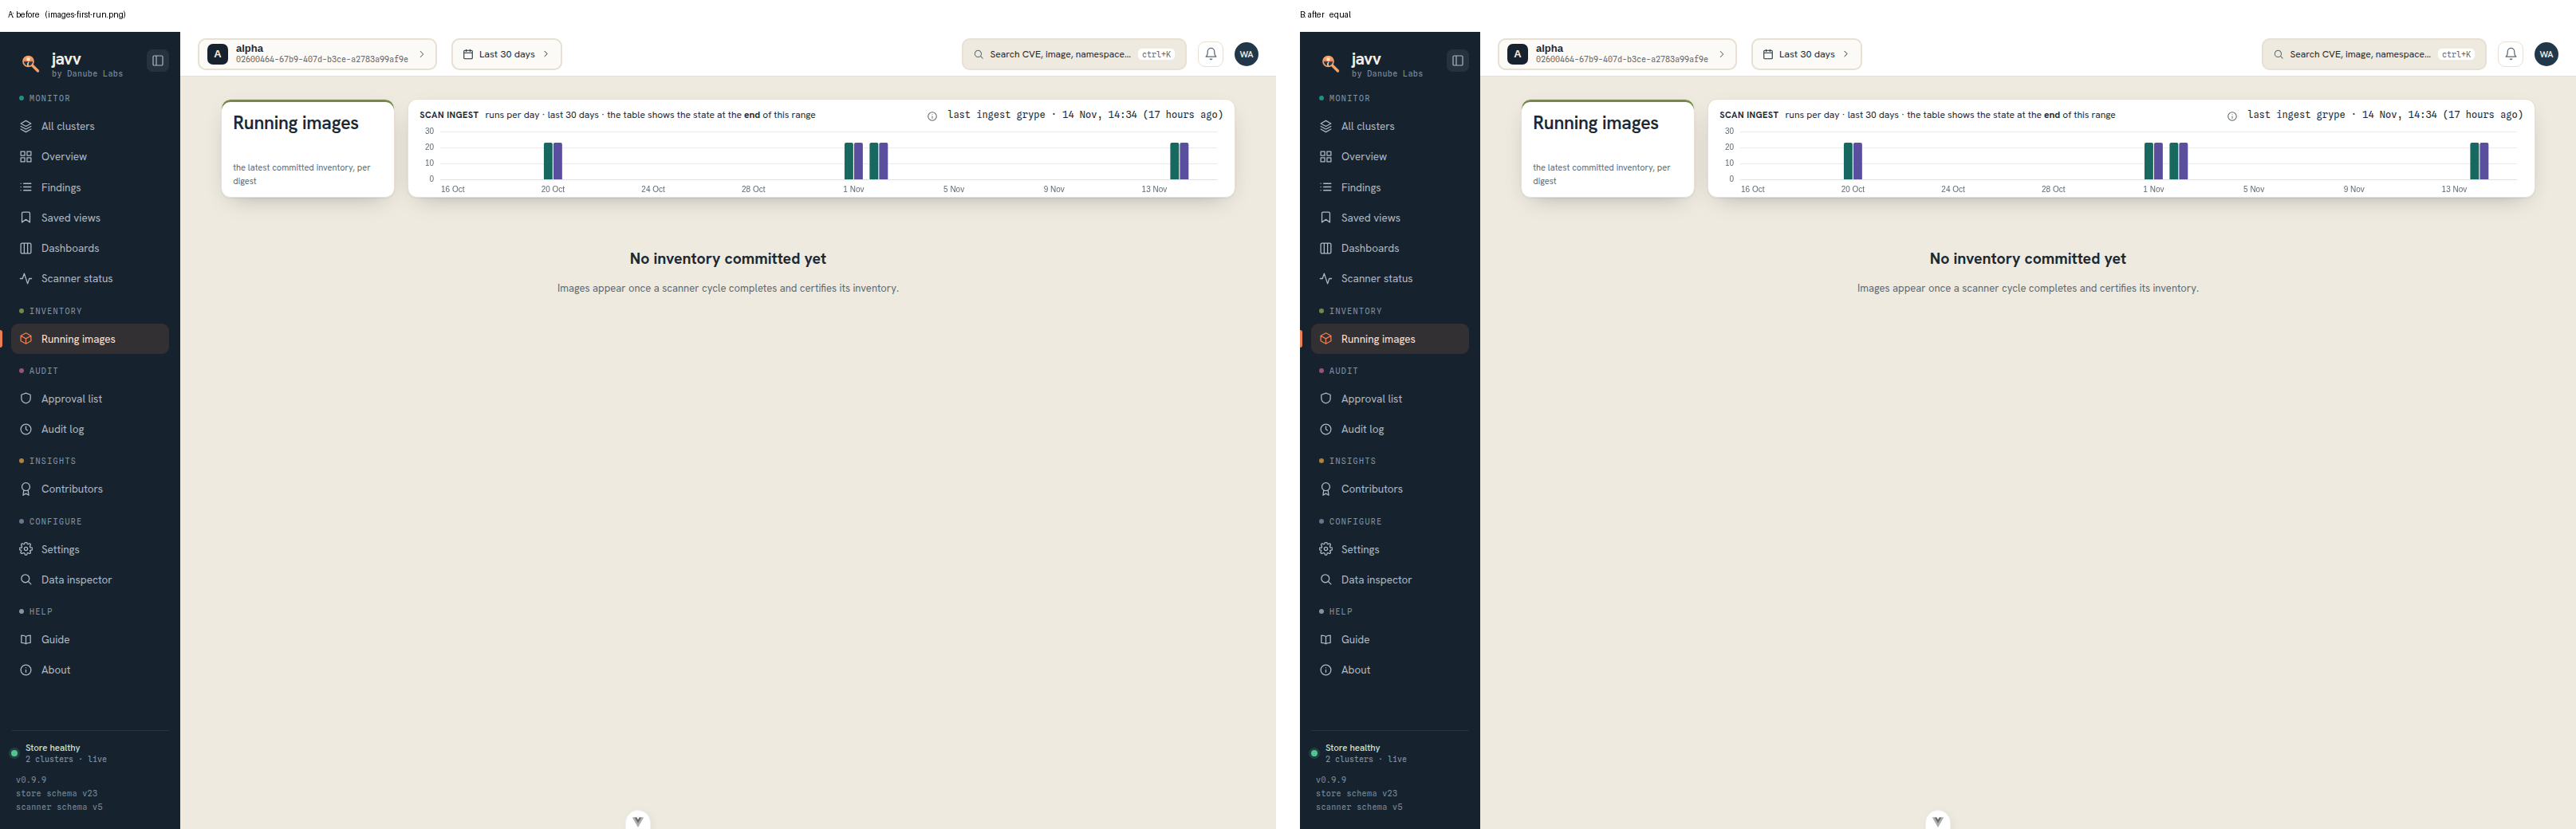 A: before (images-first-run.png)
javv
by Danube Labs
MONITOR
All clusters
Overview
Findings
Saved views
Dashboards
Scanner status
INVENTORY
Running images
AUDIT
Approval list
Audit log
INSIGHTS
Contributors
CONFIGURE
Settings
Data inspector
HELP
Guide
About
Store healthy
2 clusters · live
v0.9.9
store schema v23
scanner schema v5
A
alpha
02600464-67b9-407d-b3ce-a2783a99af9e
Last 30 days
Search CVE, image, namespace...
ctrl+K
WA
Running images
the latest committed inventory, per
digest
SCAN INGEST runs per day · last 30 days · the table shows the state at the end of this range
last ingest grype · 14 Nov, 14:34 (17 hours ago)
30
20
10
0
16 Oct 20 Oct 24 Oct 28 Oct 1 Nov 5 Nov 9 Nov 13 Nov
No inventory committed yet
Images appear once a scanner cycle completes and certifies its inventory.
B: after equal
javv
by Danube Labs
MONITOR
All clusters
Overview
Findings
Saved views
Dashboards
Scanner status
INVENTORY
Running images
AUDIT
Approval list
Audit log
INSIGHTS
Contributors
CONFIGURE
Settings
Data inspector
HELP
Guide
About
Store healthy
2 clusters · live
v0.9.9
store schema v23
scanner schema v5
A
alpha
02600464-67b9-407d-b3ce-a2783a99af9e
Last 30 days
Search CVE, image, namespace...
ctrl+K
WA
Running images
the latest committed inventory, per
digest
SCAN INGEST runs per day · last 30 days · the table shows the state at the end of this range
last ingest grype · 14 Nov, 14:34 (17 hours ago)
30
20
10
0
16 Oct 20 Oct 24 Oct 28 Oct 1 Nov 5 Nov 9 Nov 13 Nov
No inventory committed yet
Images appear once a scanner cycle completes and certifies its inventory.